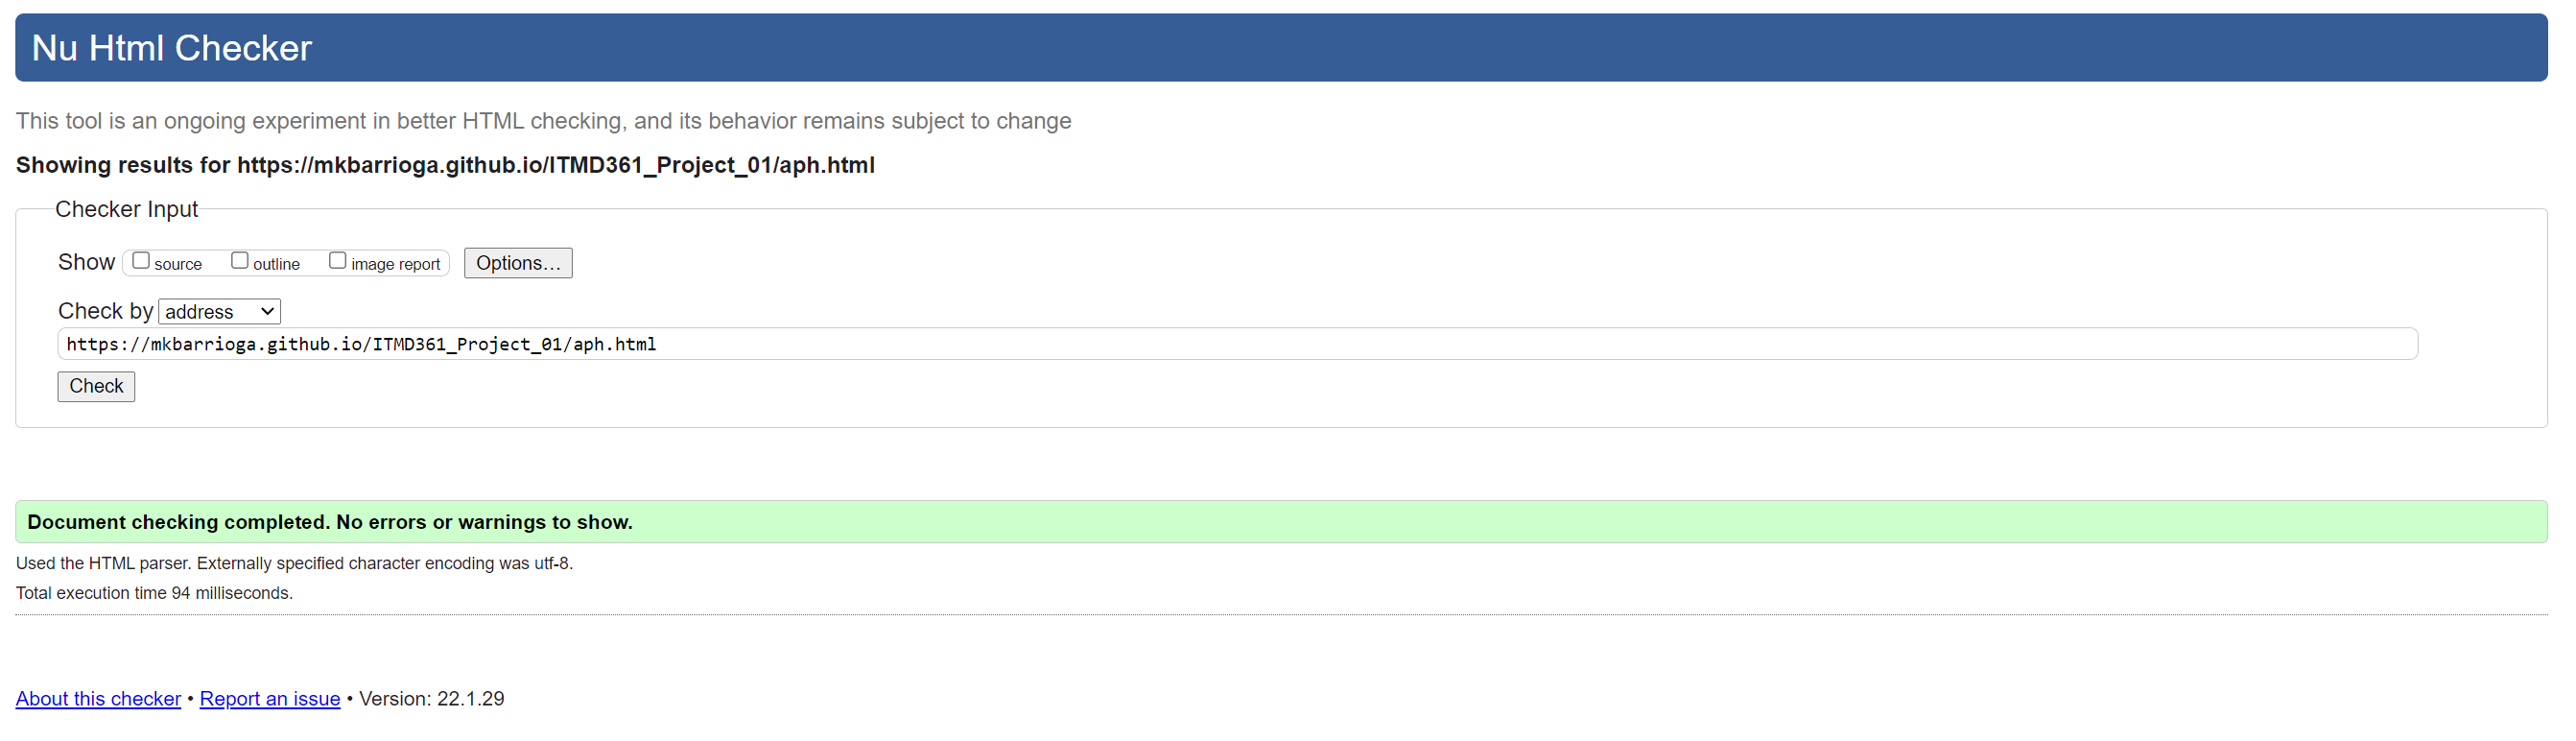 Nu Html Checker
This tool is an ongoing experiment in better HTML checking, and its behavior remains subject to change
Showing results for https://mkbarrioga.github.io/ITMD361_Project_01/aph.html
Checker Input
Show source outline image report Options…
Check by address
https://mkbarrioga.github.io/ITMD361_Project_01/aph.html
Check
Document checking completed. No errors or warnings to show.
Used the HTML parser. Externally specified character encoding was utf-8.
Total execution time 94 milliseconds.
About this checker • Report an issue • Version: 22.1.29